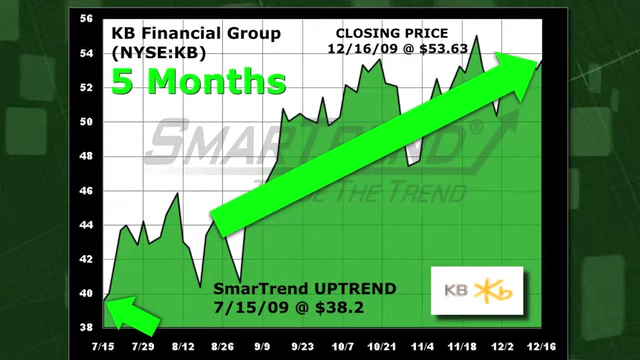 56
54
52
50
48
46
44
42
40
38
KB Financial Group
(NYSE:KB)
5 Months
CLOSING PRICE
12/16/09 @ $53.63
SMARTREND®
THE TREND
SmarTrend UPTREND
7/15/09 @ $38.2
KB Kb
7/15 7/29 8/12 8/26 9/9 9/23 10/7 10/21 11/4 11/18 12/2 12/16